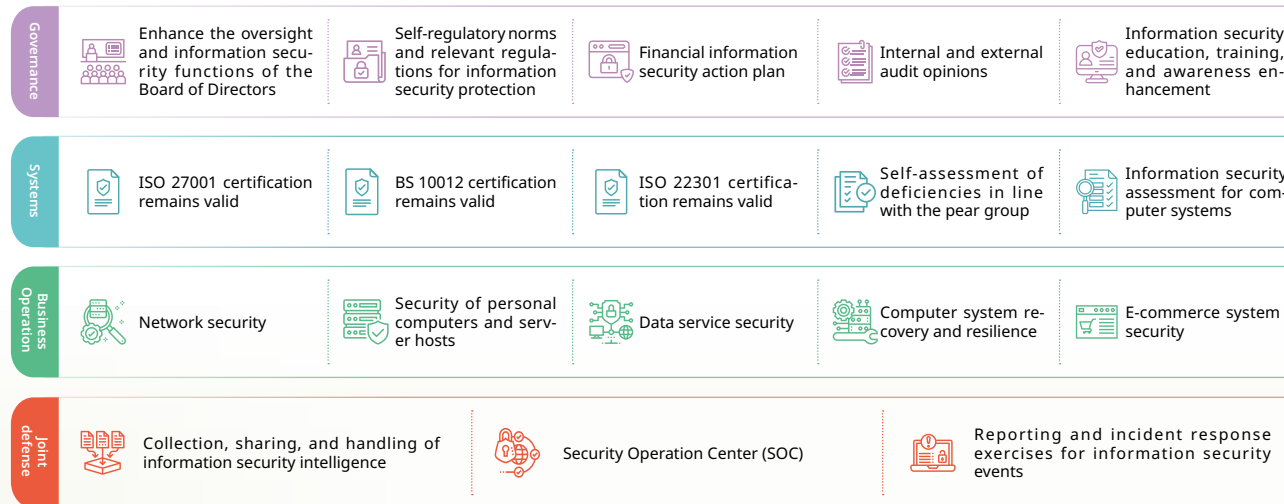 Governance
Enhance the oversight
and information secu-
rity functions of the
Board of Directors
Self-regulatory norms
and relevant regula-
tions for information
security protection
Financial information
security action plan
Internal and external
audit opinions
Information security
education, training,
and awareness en-
hancement
Systems
ISO 27001 certification
remains valid
BS 10012 certification
remains valid
ISO 22301 certifica-
tion remains valid
Self-assessment of
deficiencies in line
with the pear group
Information security
assessment for com-
puter systems
Business
Operation
Network security
Security of personal
computers and serv-
er hosts
Data service security
Computer system re-
covery and resilience
E-commerce system
security
Joint
defense
Collection, sharing, and handling of
information security intelligence
Security Operation Center (SOC)
Reporting and incident response
exercises for information security
events